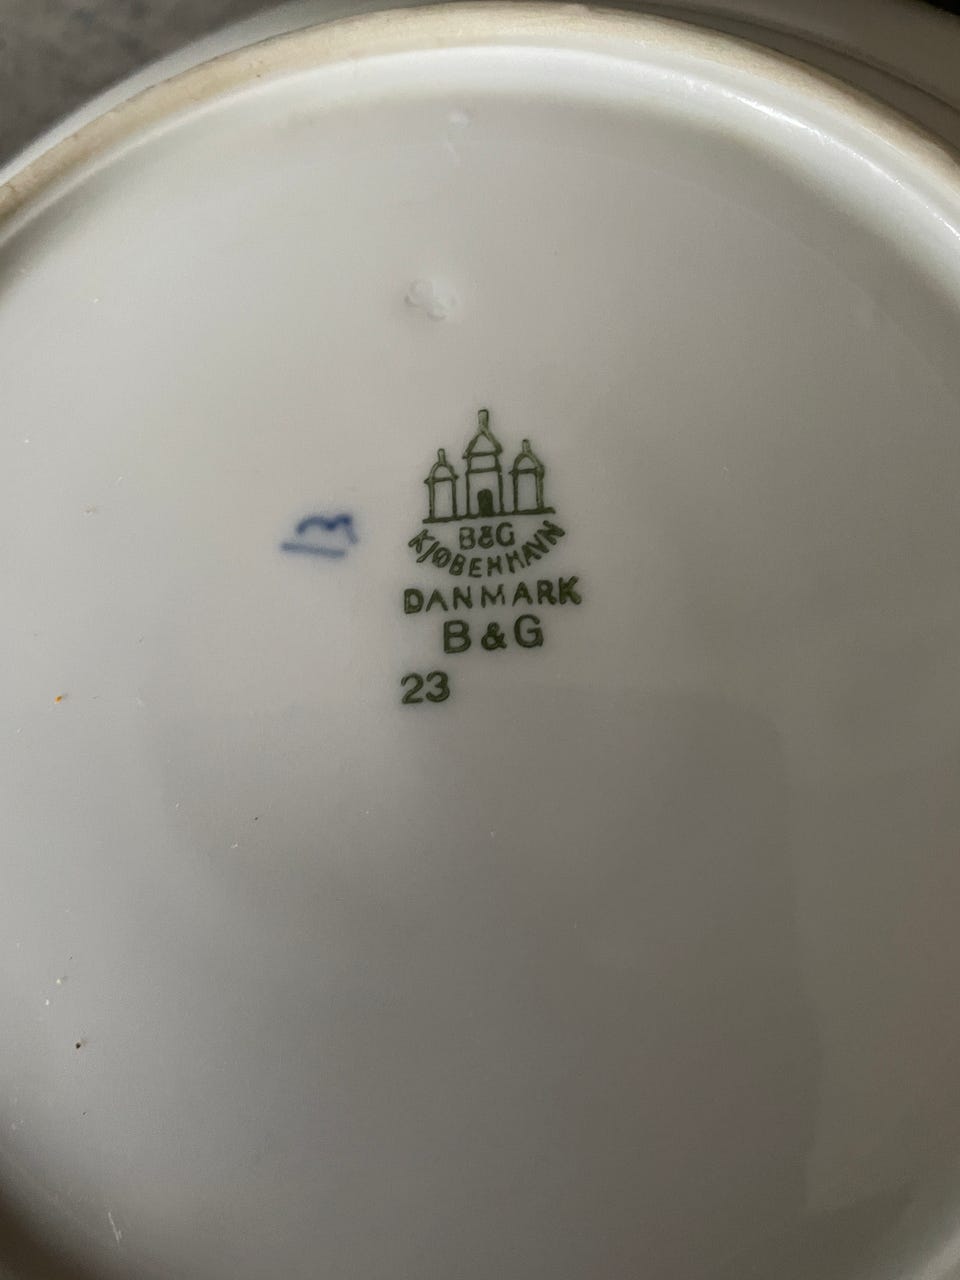 B&G
KJØBENHAVN
DANMARK
B & G
23